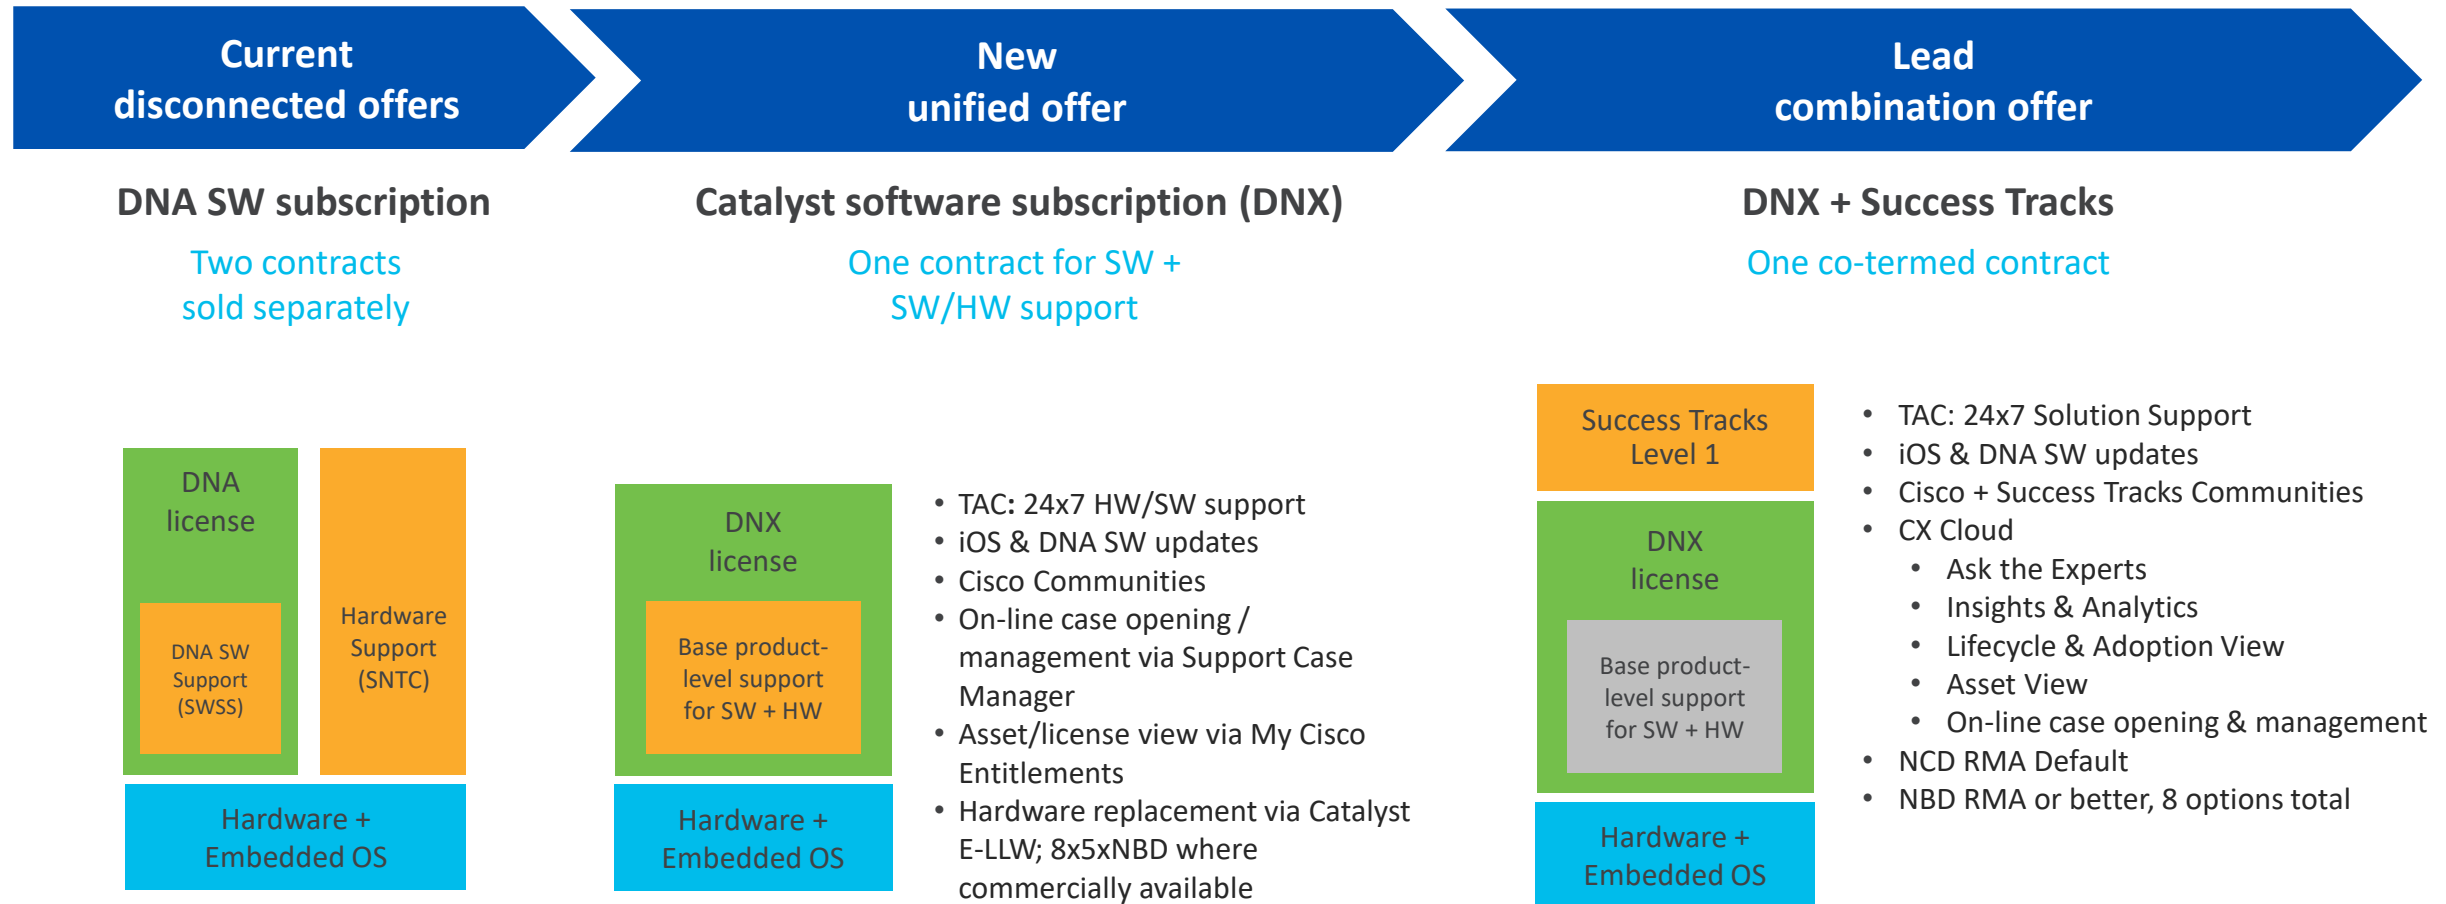 Current
disconnected offers
New
unified offer
Lead
combination offer
DNA SW subscription
Two contracts
sold separately
DNA
license
DNA SW
Support
(SWSS)
Hardware
Support
(SNTC)
Hardware +
Embedded OS
Catalyst software subscription (DNX)
One contract for SW +
SW/HW support
DNX
license
Base product-
level support
for SW + HW
Hardware +
Embedded OS
• TAC: 24x7 HW/SW support
• iOS & DNA SW updates
• Cisco Communities
• On-line case opening /
management via Support Case
Manager
• Asset/license view via My Cisco
Entitlements
• Hardware replacement via Catalyst
E-LLW; 8x5xNBD where
commercially available
DNX + Success Tracks
One co-termed contract
Success Tracks
Level 1
DNX
license
Base product-
level support
for SW + HW
Hardware +
Embedded OS
• TAC: 24x7 Solution Support
• iOS & DNA SW updates
• Cisco + Success Tracks Communities
• CX Cloud
• Ask the Experts
• Insights & Analytics
• Lifecycle & Adoption View
• Asset View
• On-line case opening & management
• NCD RMA Default
• NBD RMA or better, 8 options total